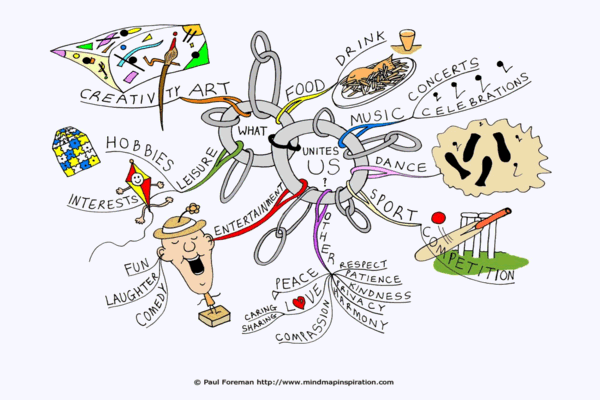 WHAT
UNITES
US
?
FOOD
DRINK
MUSIC
CONCERTS
CELEBRATIONS
DANCE
SPORT
COMPETITION
OTHER
RESPECT
PATIENCE
KINDNESS
PRIVACY
HARMONY
PEACE
LOVE
CARING
SHARING
COMPASSION
ENTERTAINMENT
FUN
LAUGHTER
COMEDY
LEISURE
HOBBIES
INTERESTS
ART
CREATIVITY
© Paul Foreman http://www.mindmapinspiration.com